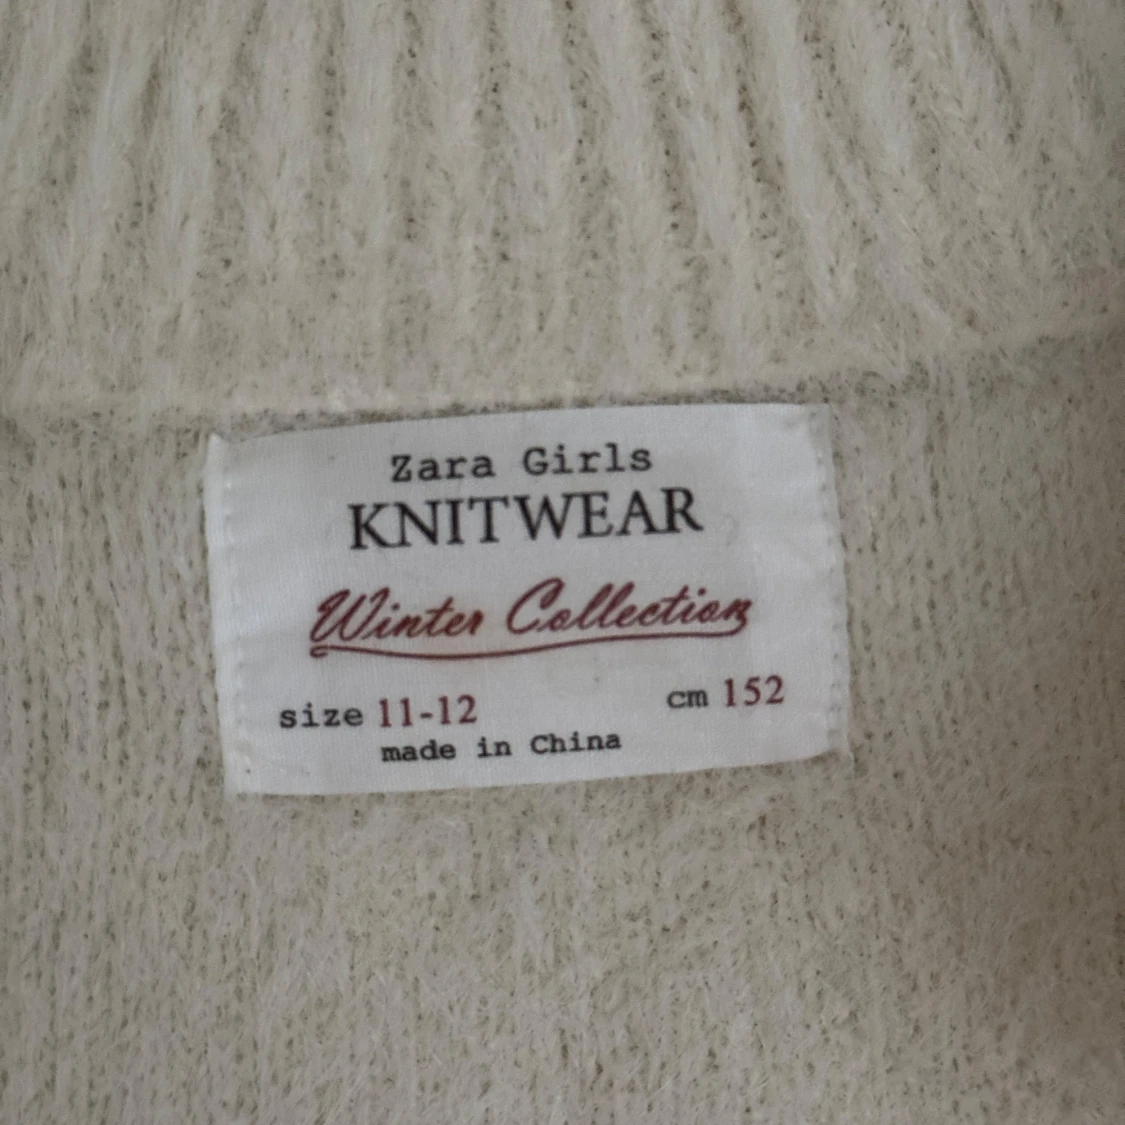 Zara Girls
KNITWEAR
Winter Collection
size 11-12 cm 152
made in China